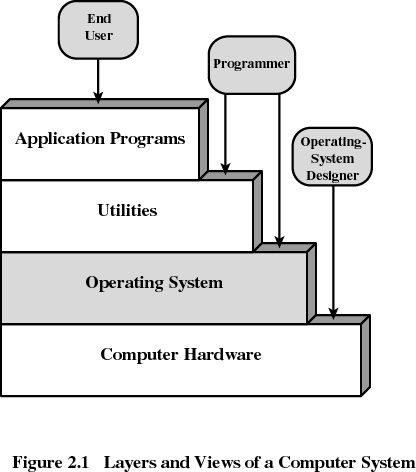 End
User
Programmer
Operating-
System
Designer
Application Programs
Utilities
Operating System
Computer Hardware
Figure 2.1 Layers and Views of a Computer System